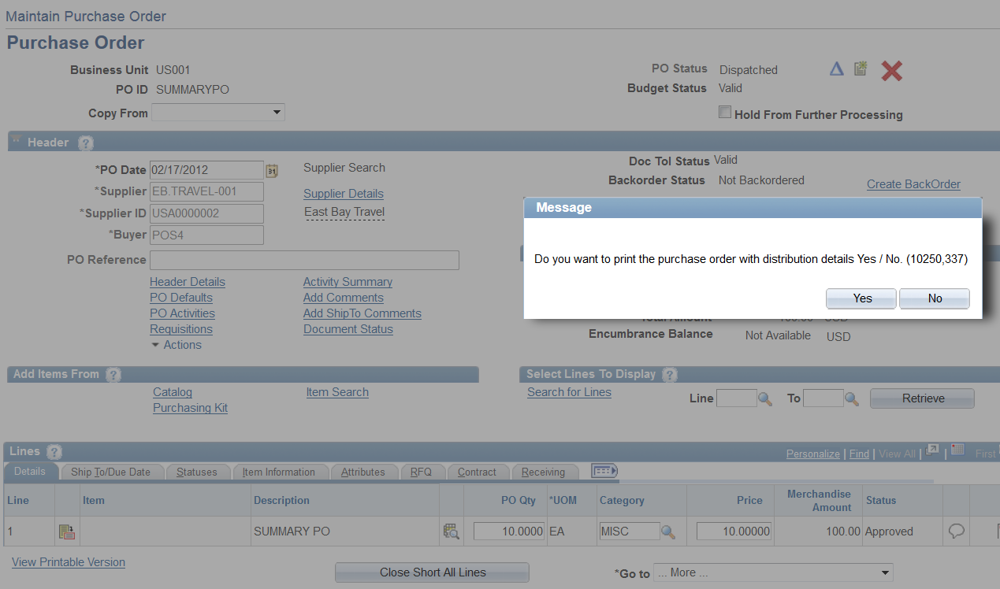 Maintain Purchase Order
Purchase Order
Business Unit US001
PO ID SUMMARYPO
Copy From
PO Status Dispatched
Budget Status Valid
Hold From Further Processing
Header ?
*PO Date 02/17/2012 31
*Supplier EB.TRAVEL-001
*Supplier ID USA0000002
*Buyer POS4
PO Reference
Supplier Search
Supplier Details
East Bay Travel
Doc Tol Status Valid
Backorder Status Not Backordered
Create BackOrder
Message
Do you want to print the purchase order with distribution details Yes / No. (10250,337)
Yes No
Header Details
PO Defaults
PO Activities
Requisitions
Actions
Activity Summary
Add Comments
Add ShipTo Comments
Document Status
Total Amount 100.00 USD
Encumbrance Balance Not Available USD
Add Items From ?
Catalog
Purchasing Kit
Item Search
Select Lines To Display ?
Search for Lines
Line To Retrieve
Lines ?
Personalize | Find | View All | | First
Details Ship To/Due Date Statuses Item Information Attributes RFQ Contract Receiving
Line Item Description PO Qty *UOM Category Price Merchandise Amount Status
1 SUMMARY PO 10.0000 EA MISC 10.00000 100.00 Approved
View Printable Version
Close Short All Lines
*Go to ... More ...